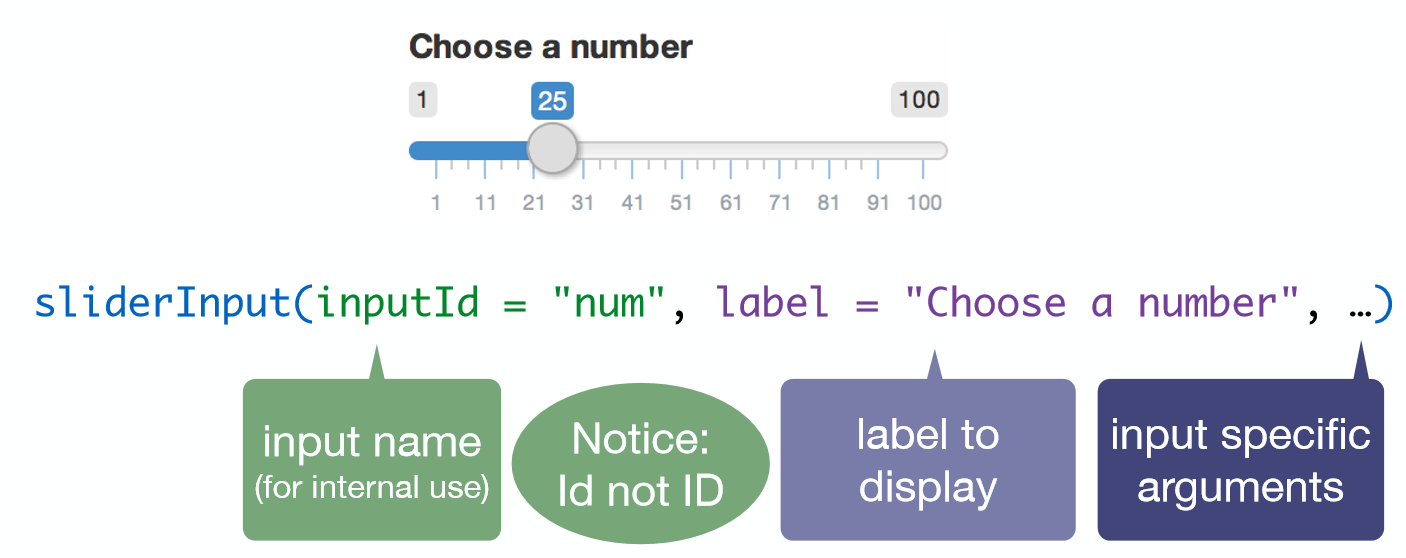 Choose a number
1 25 100
1 11 21 31 41 51 61 71 81 91 100
sliderInput(inputId = "num", label = "Choose a number", …)
input name
(for internal use)
Notice:
Id not ID
label to
display
input specific
arguments